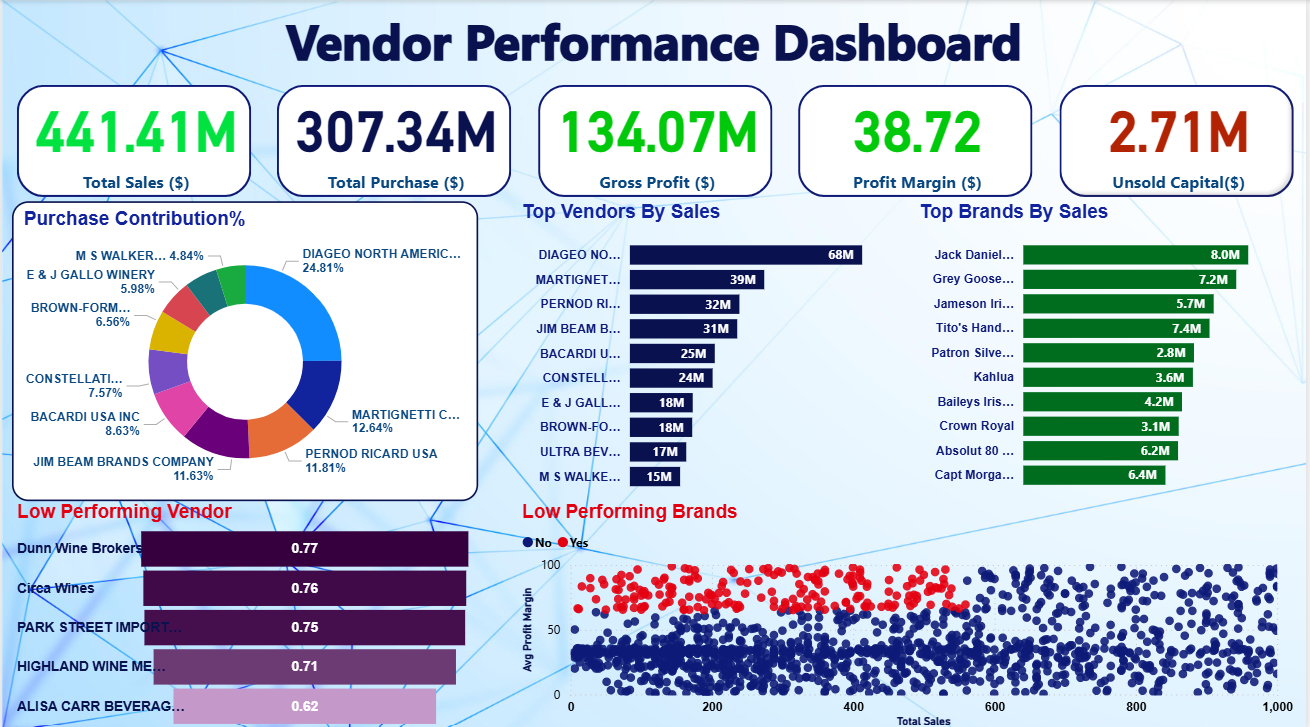 Vendor Performance Dashboard
441.41M
Total Sales ($)
307.34M
Total Purchase ($)
134.07M
Gross Profit ($)
38.72
Profit Margin ($)
2.71M
Unsold Capital($)
Purchase Contribution%
M S WALKER... 4.84%
E & J GALLO WINERY
5.98%
BROWN-FORM...
6.56%
CONSTELLATI...
7.57%
BACARDI USA INC
8.63%
JIM BEAM BRANDS COMPANY
11.63%
DIAGEO NORTH AMERIC...
24.81%
MARTIGNETTI C...
12.64%
PERNOD RICARD USA
11.81%
Top Vendors By Sales
DIAGEO NO... 68M
MARTIGNET... 39M
PERNOD RI... 32M
JIM BEAM B... 31M
BACARDI U... 25M
CONSTELL... 24M
E & J GALL... 18M
BROWN-FO... 18M
ULTRA BEV... 17M
M S WALKE... 15M
Top Brands By Sales
Jack Daniel... 8.0M
Grey Goose... 7.2M
Jameson Iri... 5.7M
Tito's Hand... 7.4M
Patron Silve... 2.8M
Kahlua 3.6M
Baileys Iris... 4.2M
Crown Royal 3.1M
Absolut 80 ... 6.2M
Capt Morga... 6.4M
Low Performing Vendor
Dunn Wine Brokers 0.77
Circa Wines 0.76
PARK STREET IMPORT... 0.75
HIGHLAND WINE ME... 0.71
ALISA CARR BEVERAG... 0.62
Low Performing Brands
No Yes
Avg Profit Margin
100
50
0
0 200 400 600 800 1,000
Total Sales